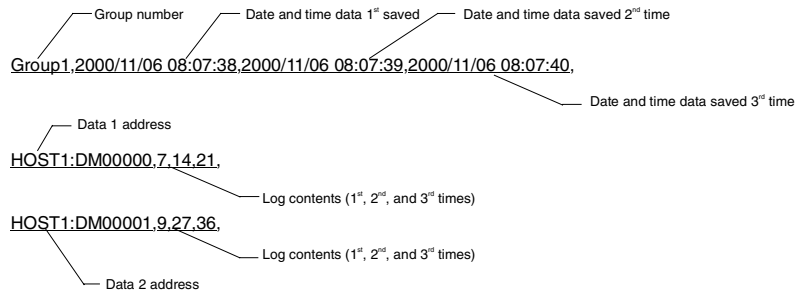 Group number
Date and time data 1st saved
Date and time data saved 2nd time
Group1,2000/11/06 08:07:38,2000/11/06 08:07:39,2000/11/06 08:07:40,
Date and time data saved 3rd time
Data 1 address
HOST1:DM00000,7,14,21,
Log contents (1st, 2nd, and 3rd times)
HOST1:DM00001,9,27,36,
Log contents (1st, 2nd, and 3rd times)
Data 2 address